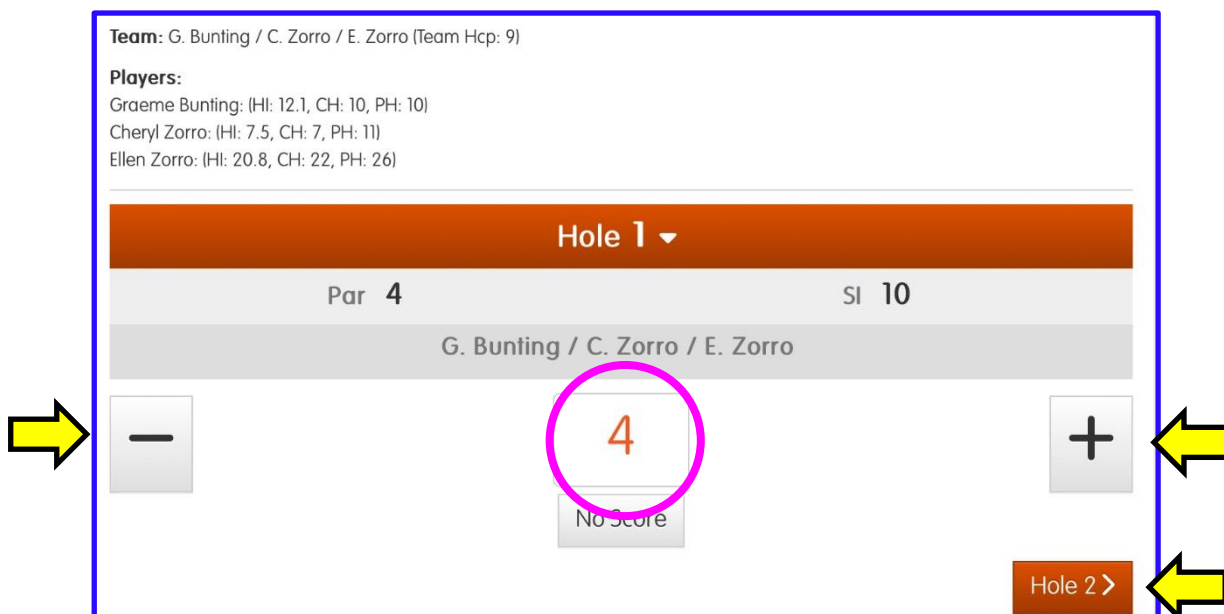 Team: G. Bunting / C. Zorro / E. Zorro (Team Hcp: 9)
Players:
Graeme Bunting: (HI: 12.1, CH: 10, PH: 10)
Cheryl Zorro: (HI: 7.5, CH: 7, PH: 11)
Ellen Zorro: (HI: 20.8, CH: 22, PH: 26)
Hole 1
Par 4 SI 10
G. Bunting / C. Zorro / E. Zorro
− 4 +
No Score
Hole 2 >